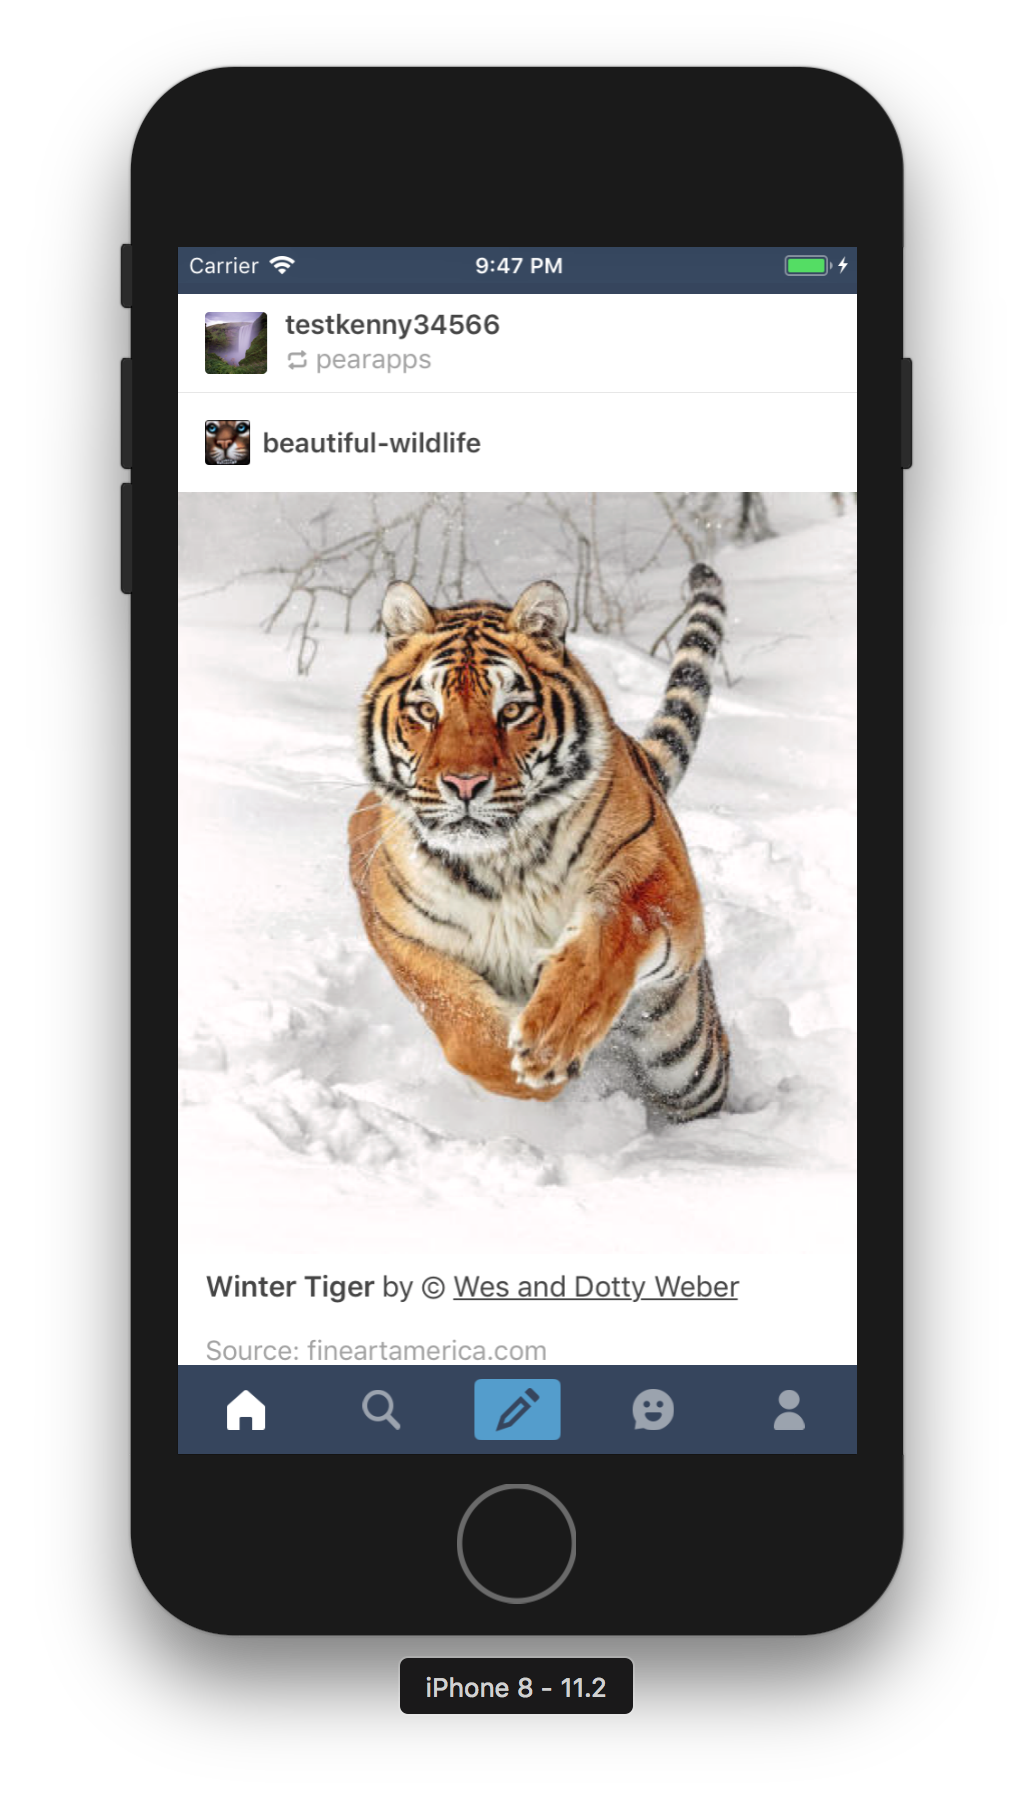 Carrier 9:47 PM
testkenny34566
pearapps
beautiful-wildlife
Winter Tiger by © Wes and Dotty Weber
Source: fineartamerica.com
iPhone 8 - 11.2